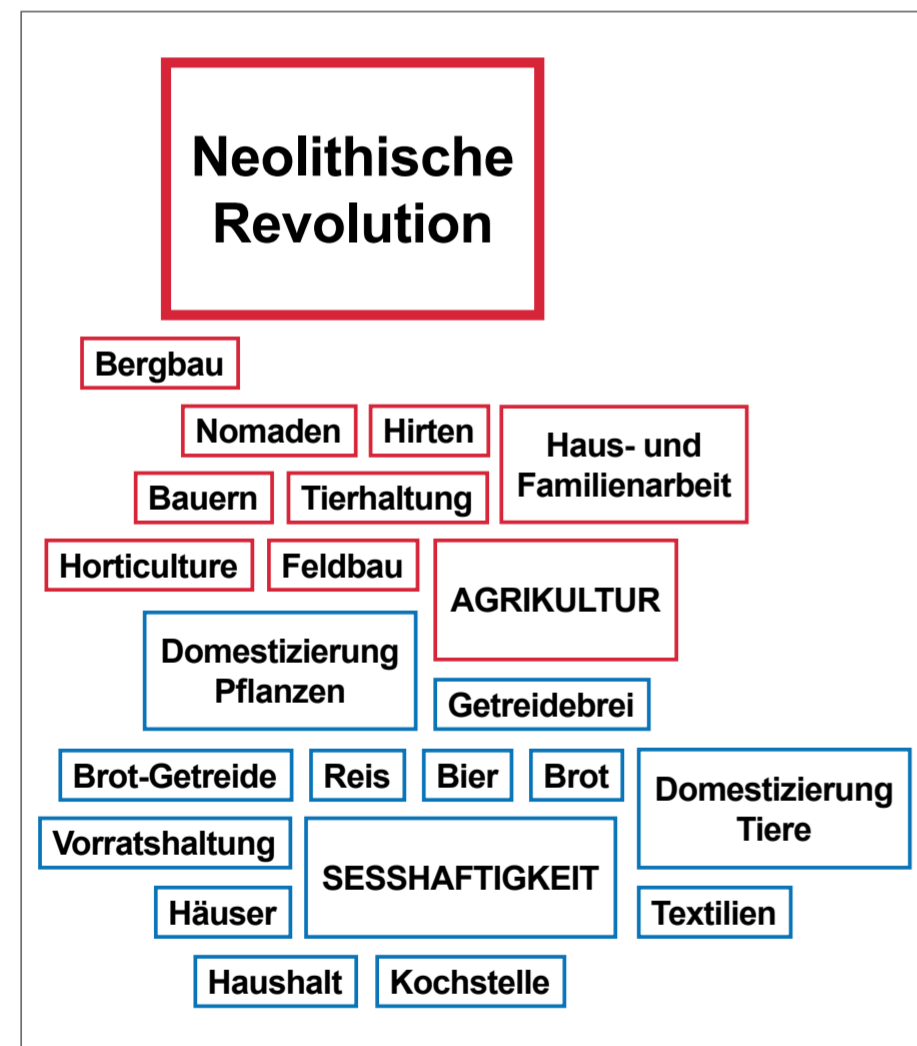 Neolithische
Revolution
Bergbau
Nomaden
Hirten
Haus- und
Familienarbeit
Bauern
Tierhaltung
Horticulture
Feldbau
AGRIKULTUR
Domestizierung
Pflanzen
Getreidebrei
Brot-Getreide
Reis
Bier
Brot
Domestizierung
Tiere
Vorratshaltung
SESSHAFTIGKEIT
Häuser
Textilien
Haushalt
Kochstelle